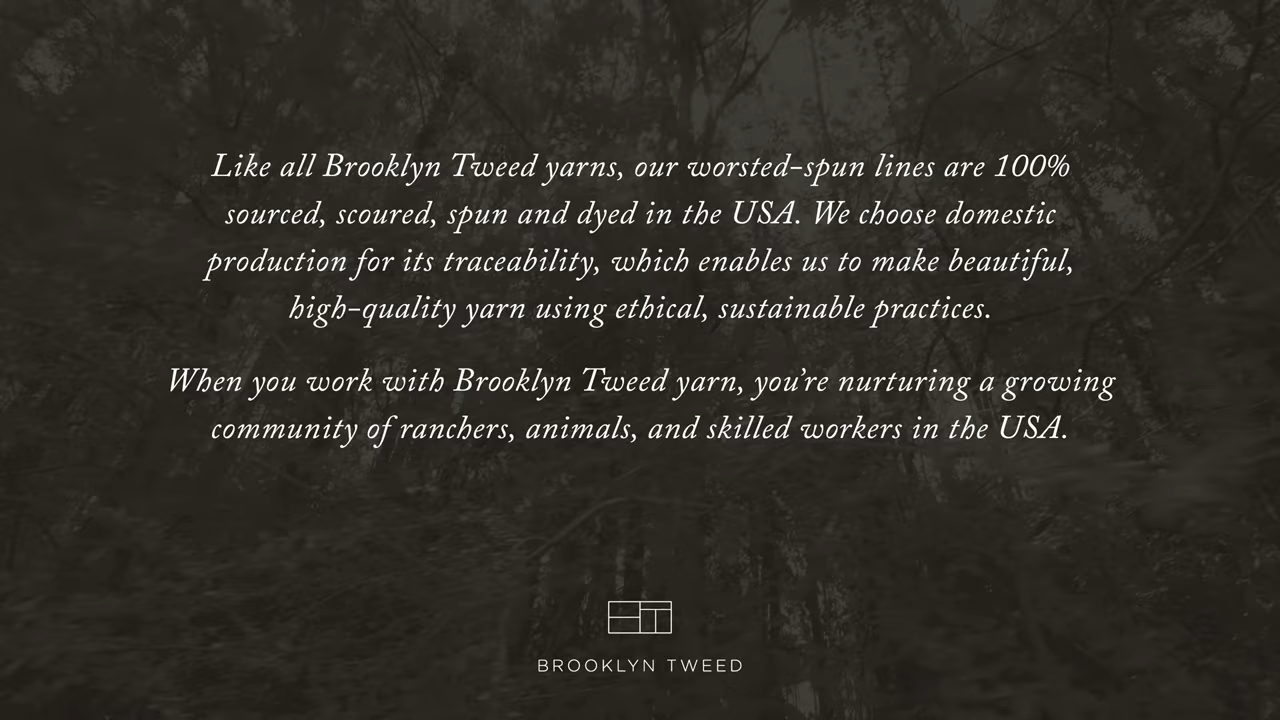 Like all Brooklyn Tweed yarns, our worsted-spun lines are 100%
sourced, scoured, spun and dyed in the USA. We choose domestic
production for its traceability, which enables us to make beautiful,
high-quality yarn using ethical, sustainable practices.
When you work with Brooklyn Tweed yarn, you’re nurturing a growing
community of ranchers, animals, and skilled workers in the USA.
BT
BROOKLYN TWEED